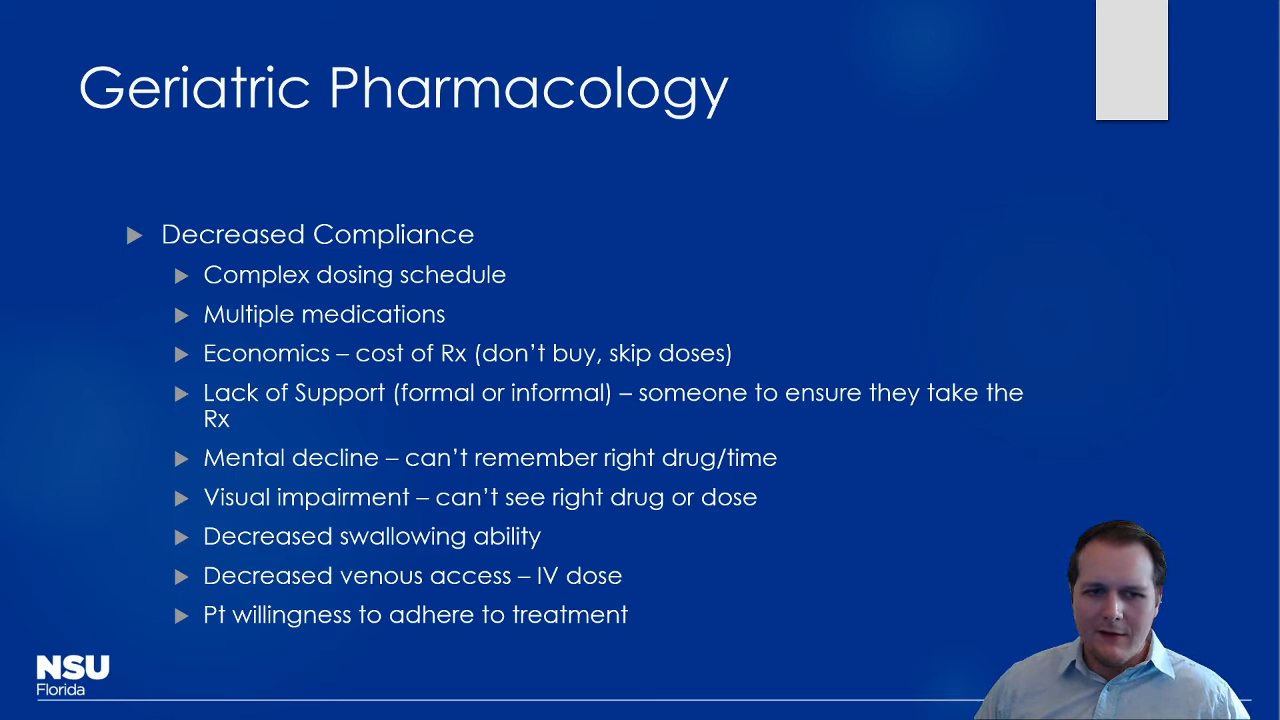 Geriatric Pharmacology
Decreased Compliance
Complex dosing schedule
Multiple medications
Economics – cost of Rx (don’t buy, skip doses)
Lack of Support (formal or informal) – someone to ensure they take the
Rx
Mental decline – can’t remember right drug/time
Visual impairment – can’t see right drug or dose
Decreased swallowing ability
Decreased venous access – IV dose
Pt willingness to adhere to treatment
NSU
Florida